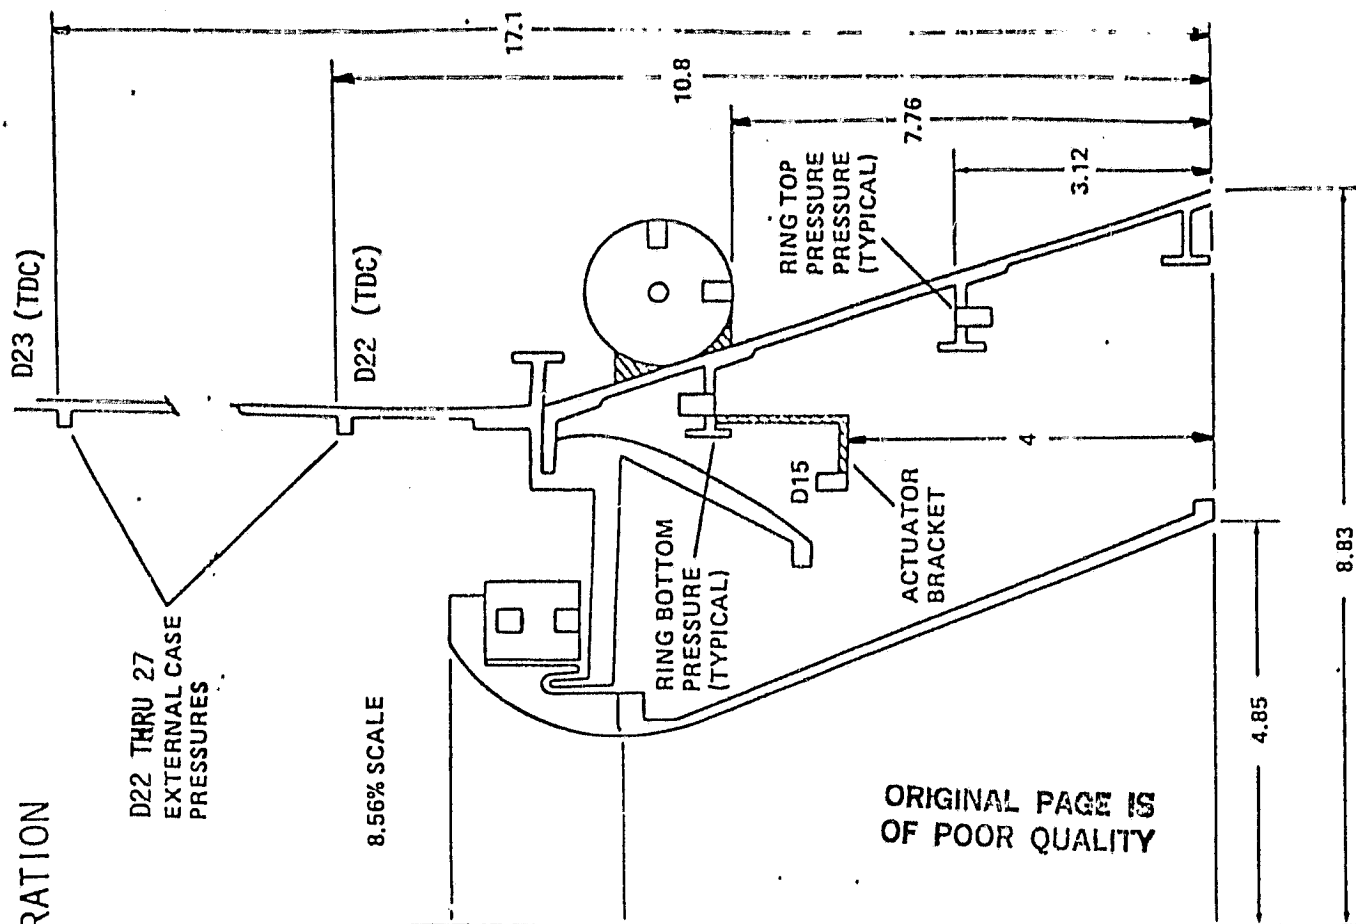 RATION
D22 THRU 27
EXTERNAL CASE
PRESSURES
8.56% SCALE
D23 (TDC)
D22 (TDC)
17.1
10.8
7.76
3.12
RING TOP
PRESSURE
PRESSURE
(TYPICAL)
RING BOTTOM
PRESSURE
(TYPICAL)
D15
4
ACTUATOR
BRACKET
4.85
8.83
ORIGINAL PAGE IS
OF POOR QUALITY